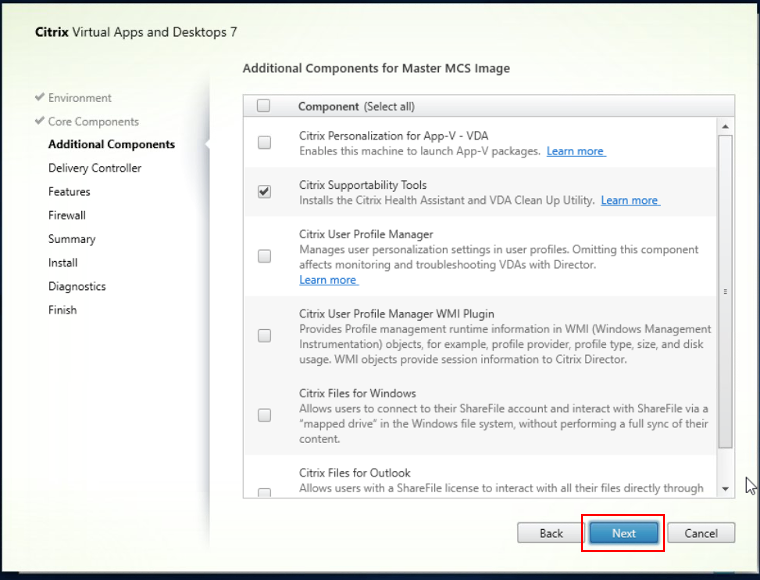 Citrix Virtual Apps and Desktops 7
Environment
Core Components
Additional Components
Delivery Controller
Features
Firewall
Summary
Install
Diagnostics
Finish
Additional Components for Master MCS Image
Component (Select all)
Citrix Personalization for App-V - VDA
Enables this machine to launch App-V packages. Learn more
Citrix Supportability Tools
Installs the Citrix Health Assistant and VDA Clean Up Utility. Learn more
Citrix User Profile Manager
Manages user personalization settings in user profiles. Omitting this component
affects monitoring and troubleshooting VDAs with Director.
Learn more
Citrix User Profile Manager WMI Plugin
Provides Profile management runtime information in WMI (Windows Management
Instrumentation) objects, for example, profile provider, profile type, size, and disk
usage. WMI objects provide session information to Citrix Director.
Citrix Files for Windows
Allows users to connect to their ShareFile account and interact with ShareFile via a
"mapped drive" in the Windows file system, without performing a full sync of their
content.
Citrix Files for Outlook
Allows users with a ShareFile license to interact with all their files directly through
Back Next Cancel